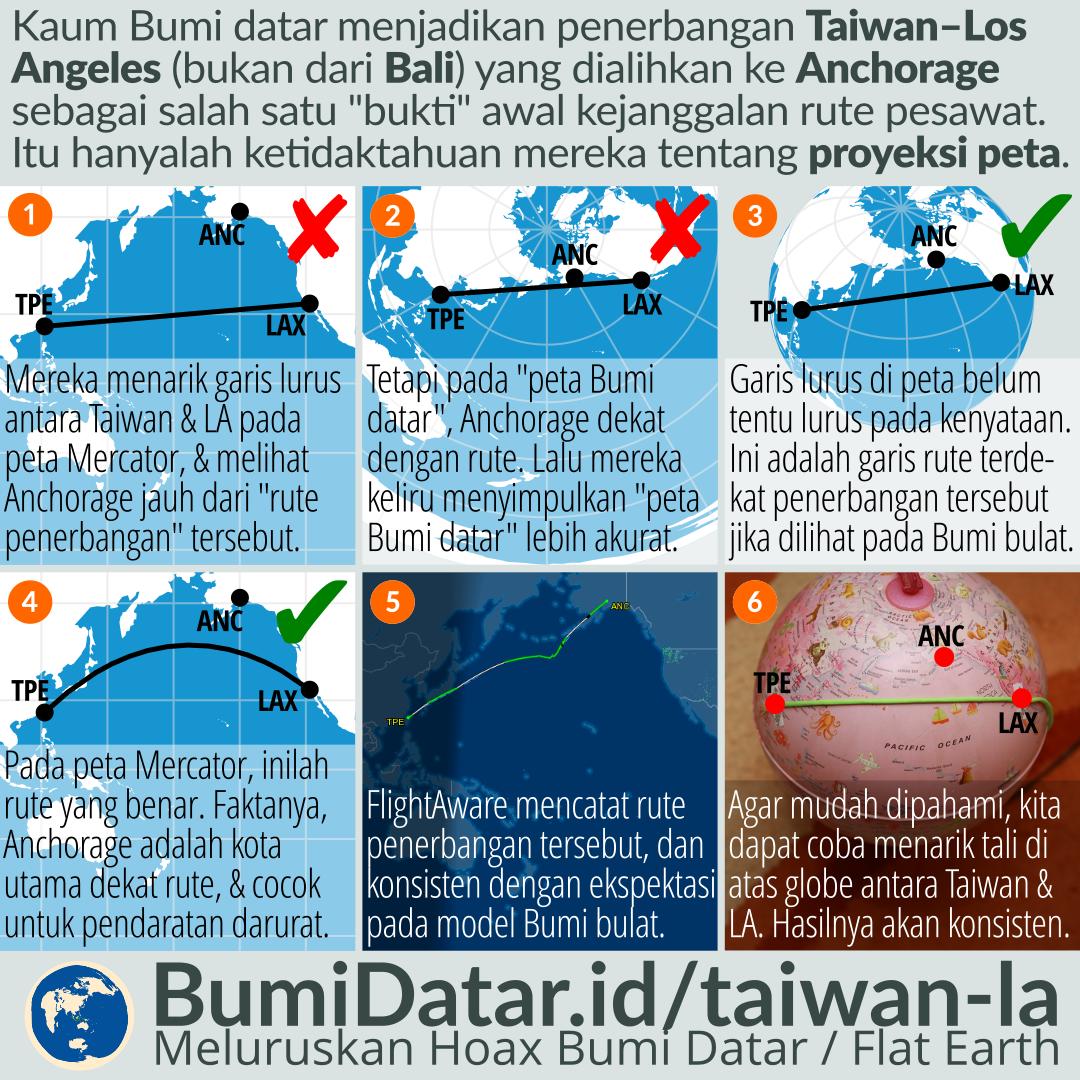 Kaum Bumi datar menjadikan penerbangan Taiwan–Los
Angeles (bukan dari Bali) yang dialihkan ke Anchorage
sebagai salah satu "bukti" awal kejanggalan rute pesawat.
Itu hanyalah ketidaktahuan mereka tentang proyeksi peta.
1
ANC
TPE
LAX
Mereka menarik garis lurus
antara Taiwan & LA pada
peta Mercator, & melihat
Anchorage jauh dari "rute
penerbangan" tersebut.
2
ANC
TPE
LAX
Tetapi pada "peta Bumi
datar", Anchorage dekat
dengan rute. Lalu mereka
keliru menyimpulkan "peta
Bumi datar" lebih akurat.
3
ANC
LAX
TPE
Garis lurus di peta belum
tentu lurus pada kenyataan.
Ini adalah garis rute terde-
kat penerbangan tersebut
jika dilihat pada Bumi bulat.
4
ANC
TPE
LAX
Pada peta Mercator, inilah
rute yang benar. Faktanya,
Anchorage adalah kota
utama dekat rute, & cocok
untuk pendaratan darurat.
5
ANC
TPE
FlightAware mencatat rute
penerbangan tersebut, dan
konsisten dengan ekspektasi
pada model Bumi bulat.
6
ANC
TPE
LAX
PACIFIC OCEAN
Agar mudah dipahami, kita
dapat coba menarik tali di
atas globe antara Taiwan &
LA. Hasilnya akan konsisten.
BumiDatar.id/taiwan-la
Meluruskan Hoax Bumi Datar / Flat Earth